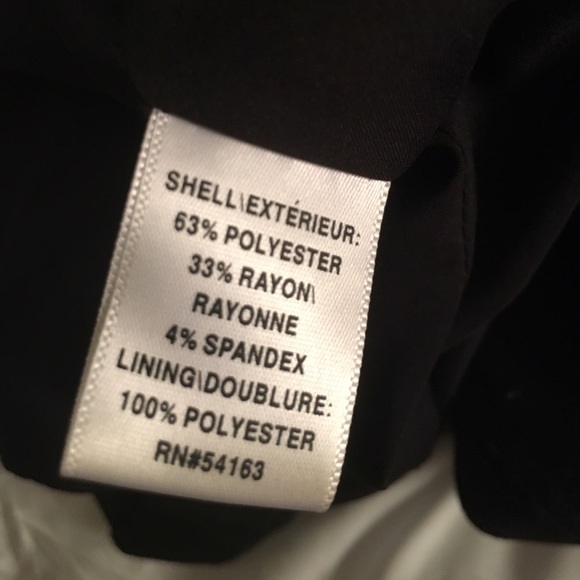 SHELL\EXTÉRIEUR:
63% POLYESTER
33% RAYON\
RAYONNE
4% SPANDEX
LINING\DOUBLURE:
100% POLYESTER
RN#54163